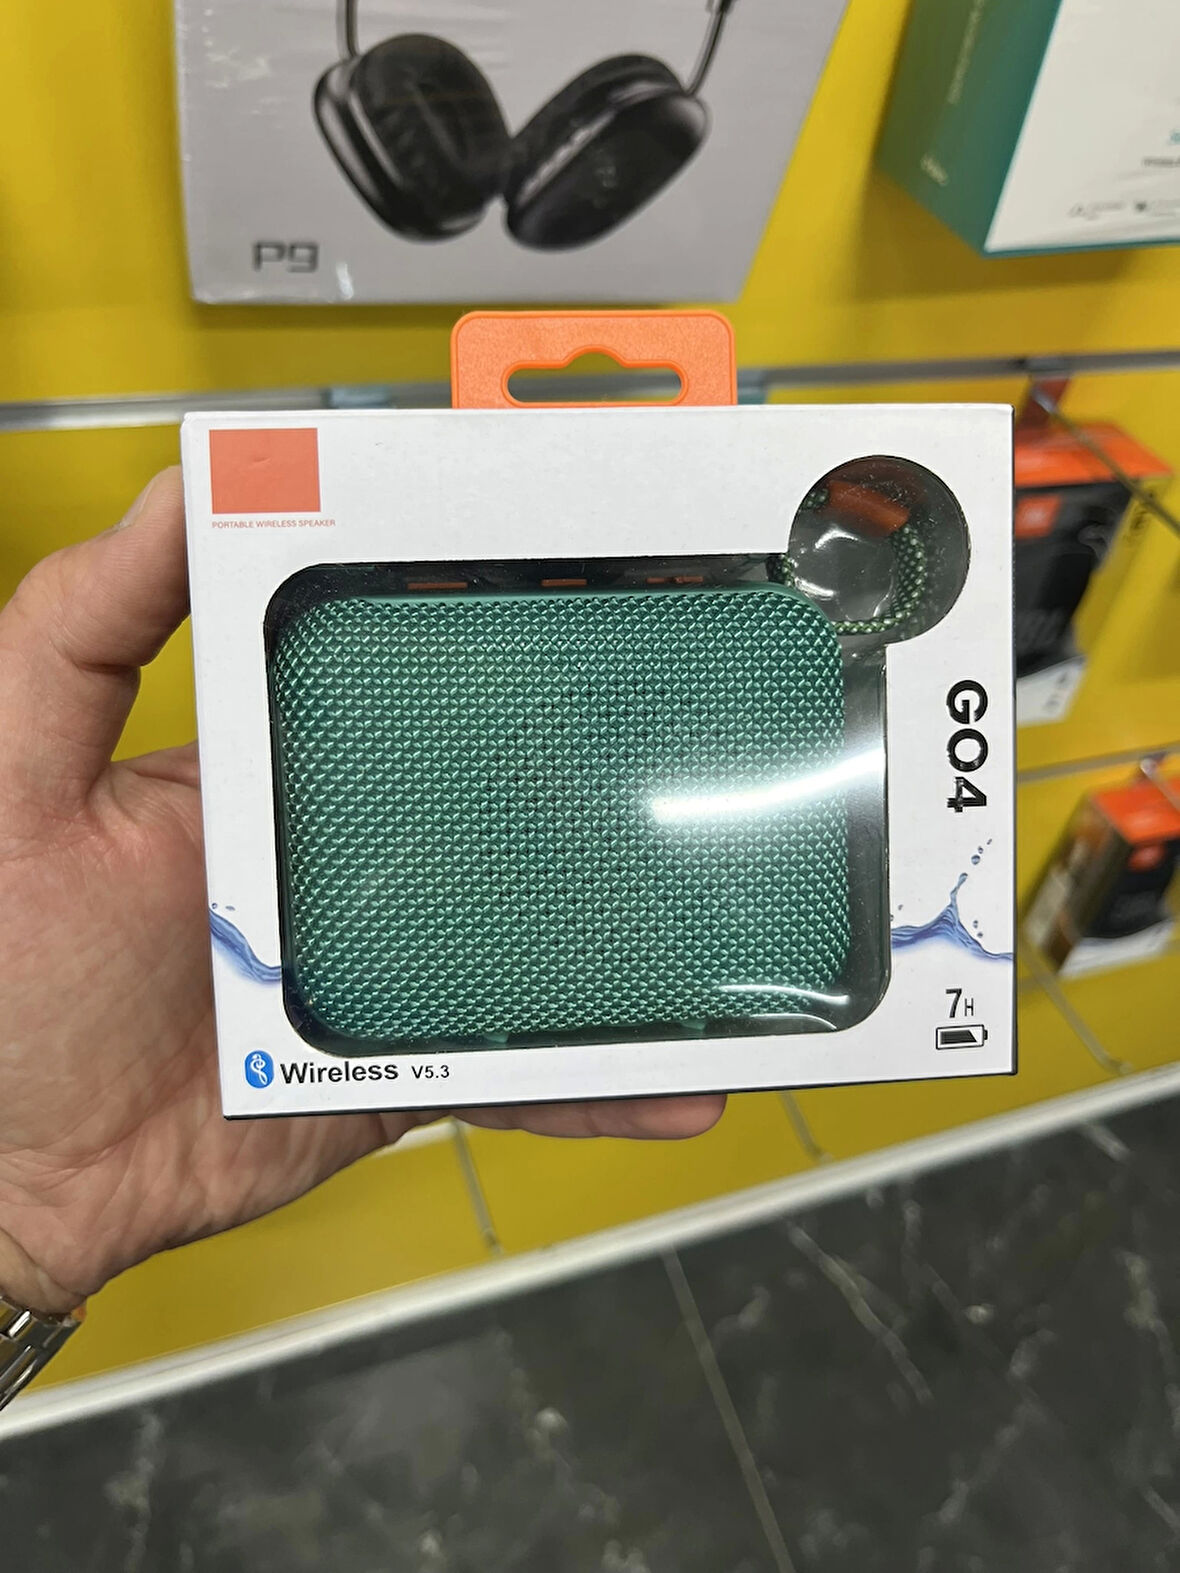 P9
PORTABLE WIRELESS SPEAKER
GO4
7H
Wireless V5.3